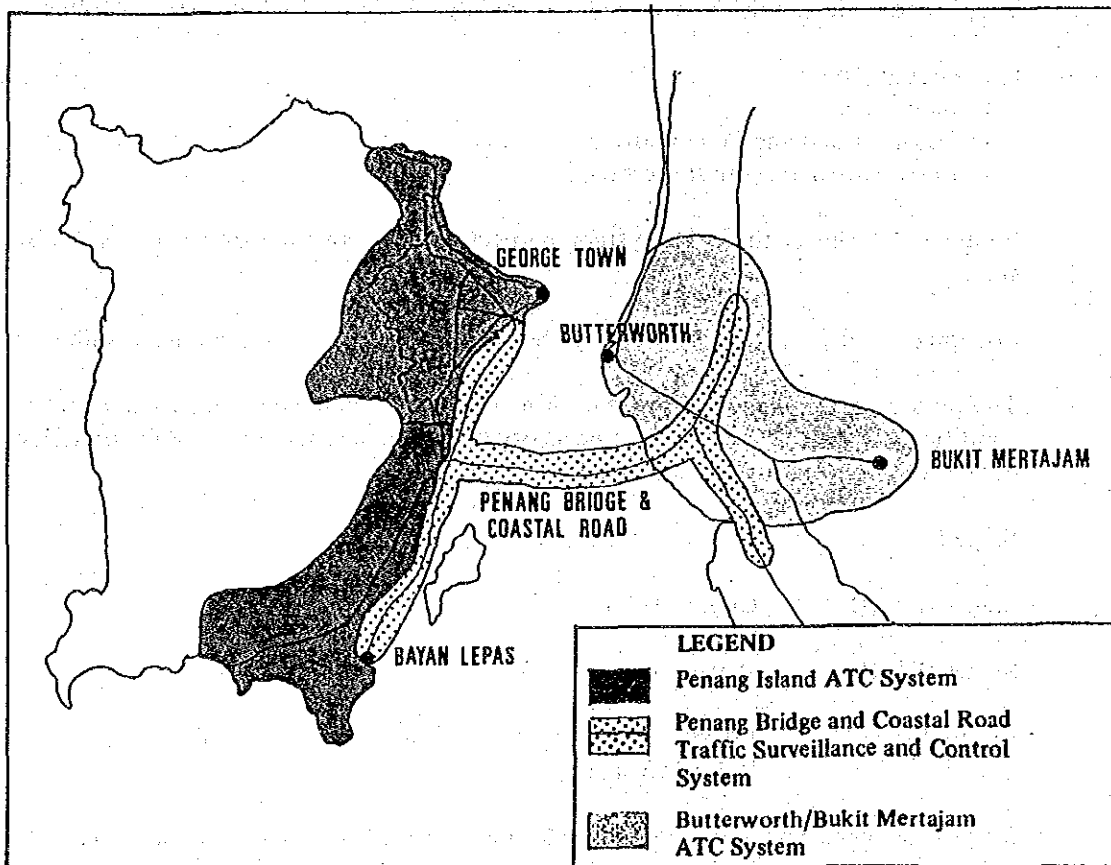 GEORGE TOWN
BUTTERWORTH
BUKIT MERTAJAM
PENANG BRIDGE &
COASTAL ROAD
BAYAN LEPAS
LEGEND
Penang Island ATC System
Penang Bridge and Coastal Road
Traffic Surveillance and Control
System
Butterworth/Bukit Mertajam
ATC System